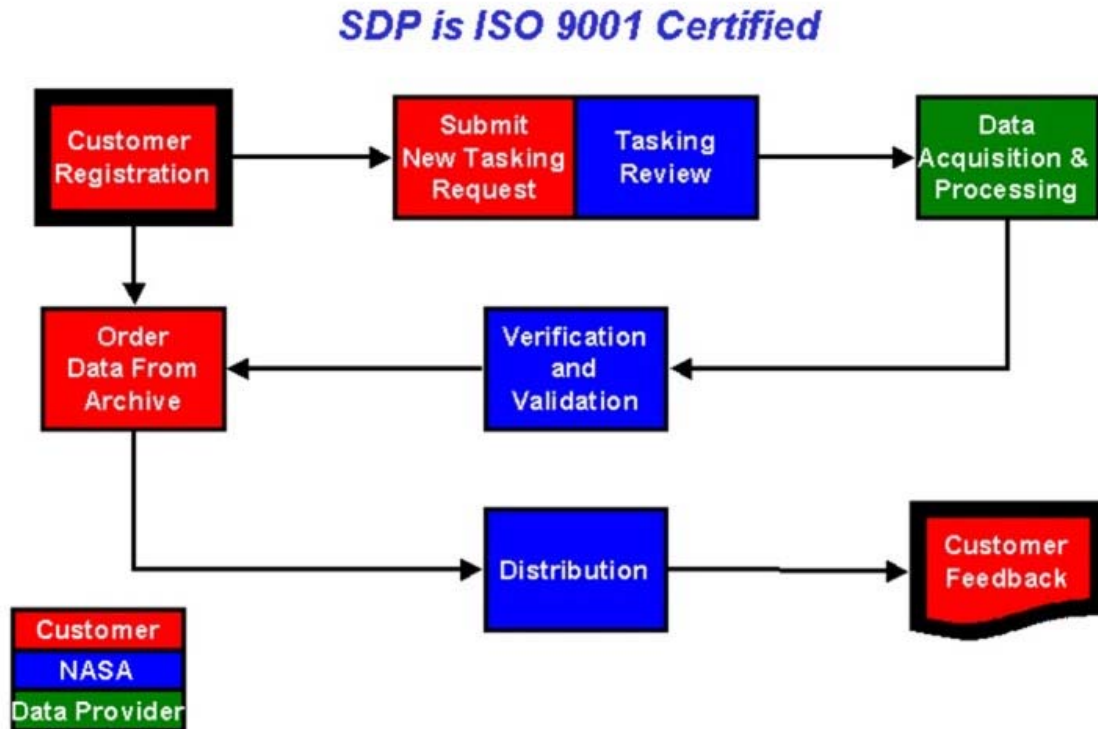 SDP is ISO 9001 Certified
Customer
Registration
Submit
New Tasking
Request
Tasking
Review
Data
Acquisition &
Processing
Order
Data From
Archive
Verification
and
Validation
Distribution
Customer
Feedback
Customer
NASA
Data Provider